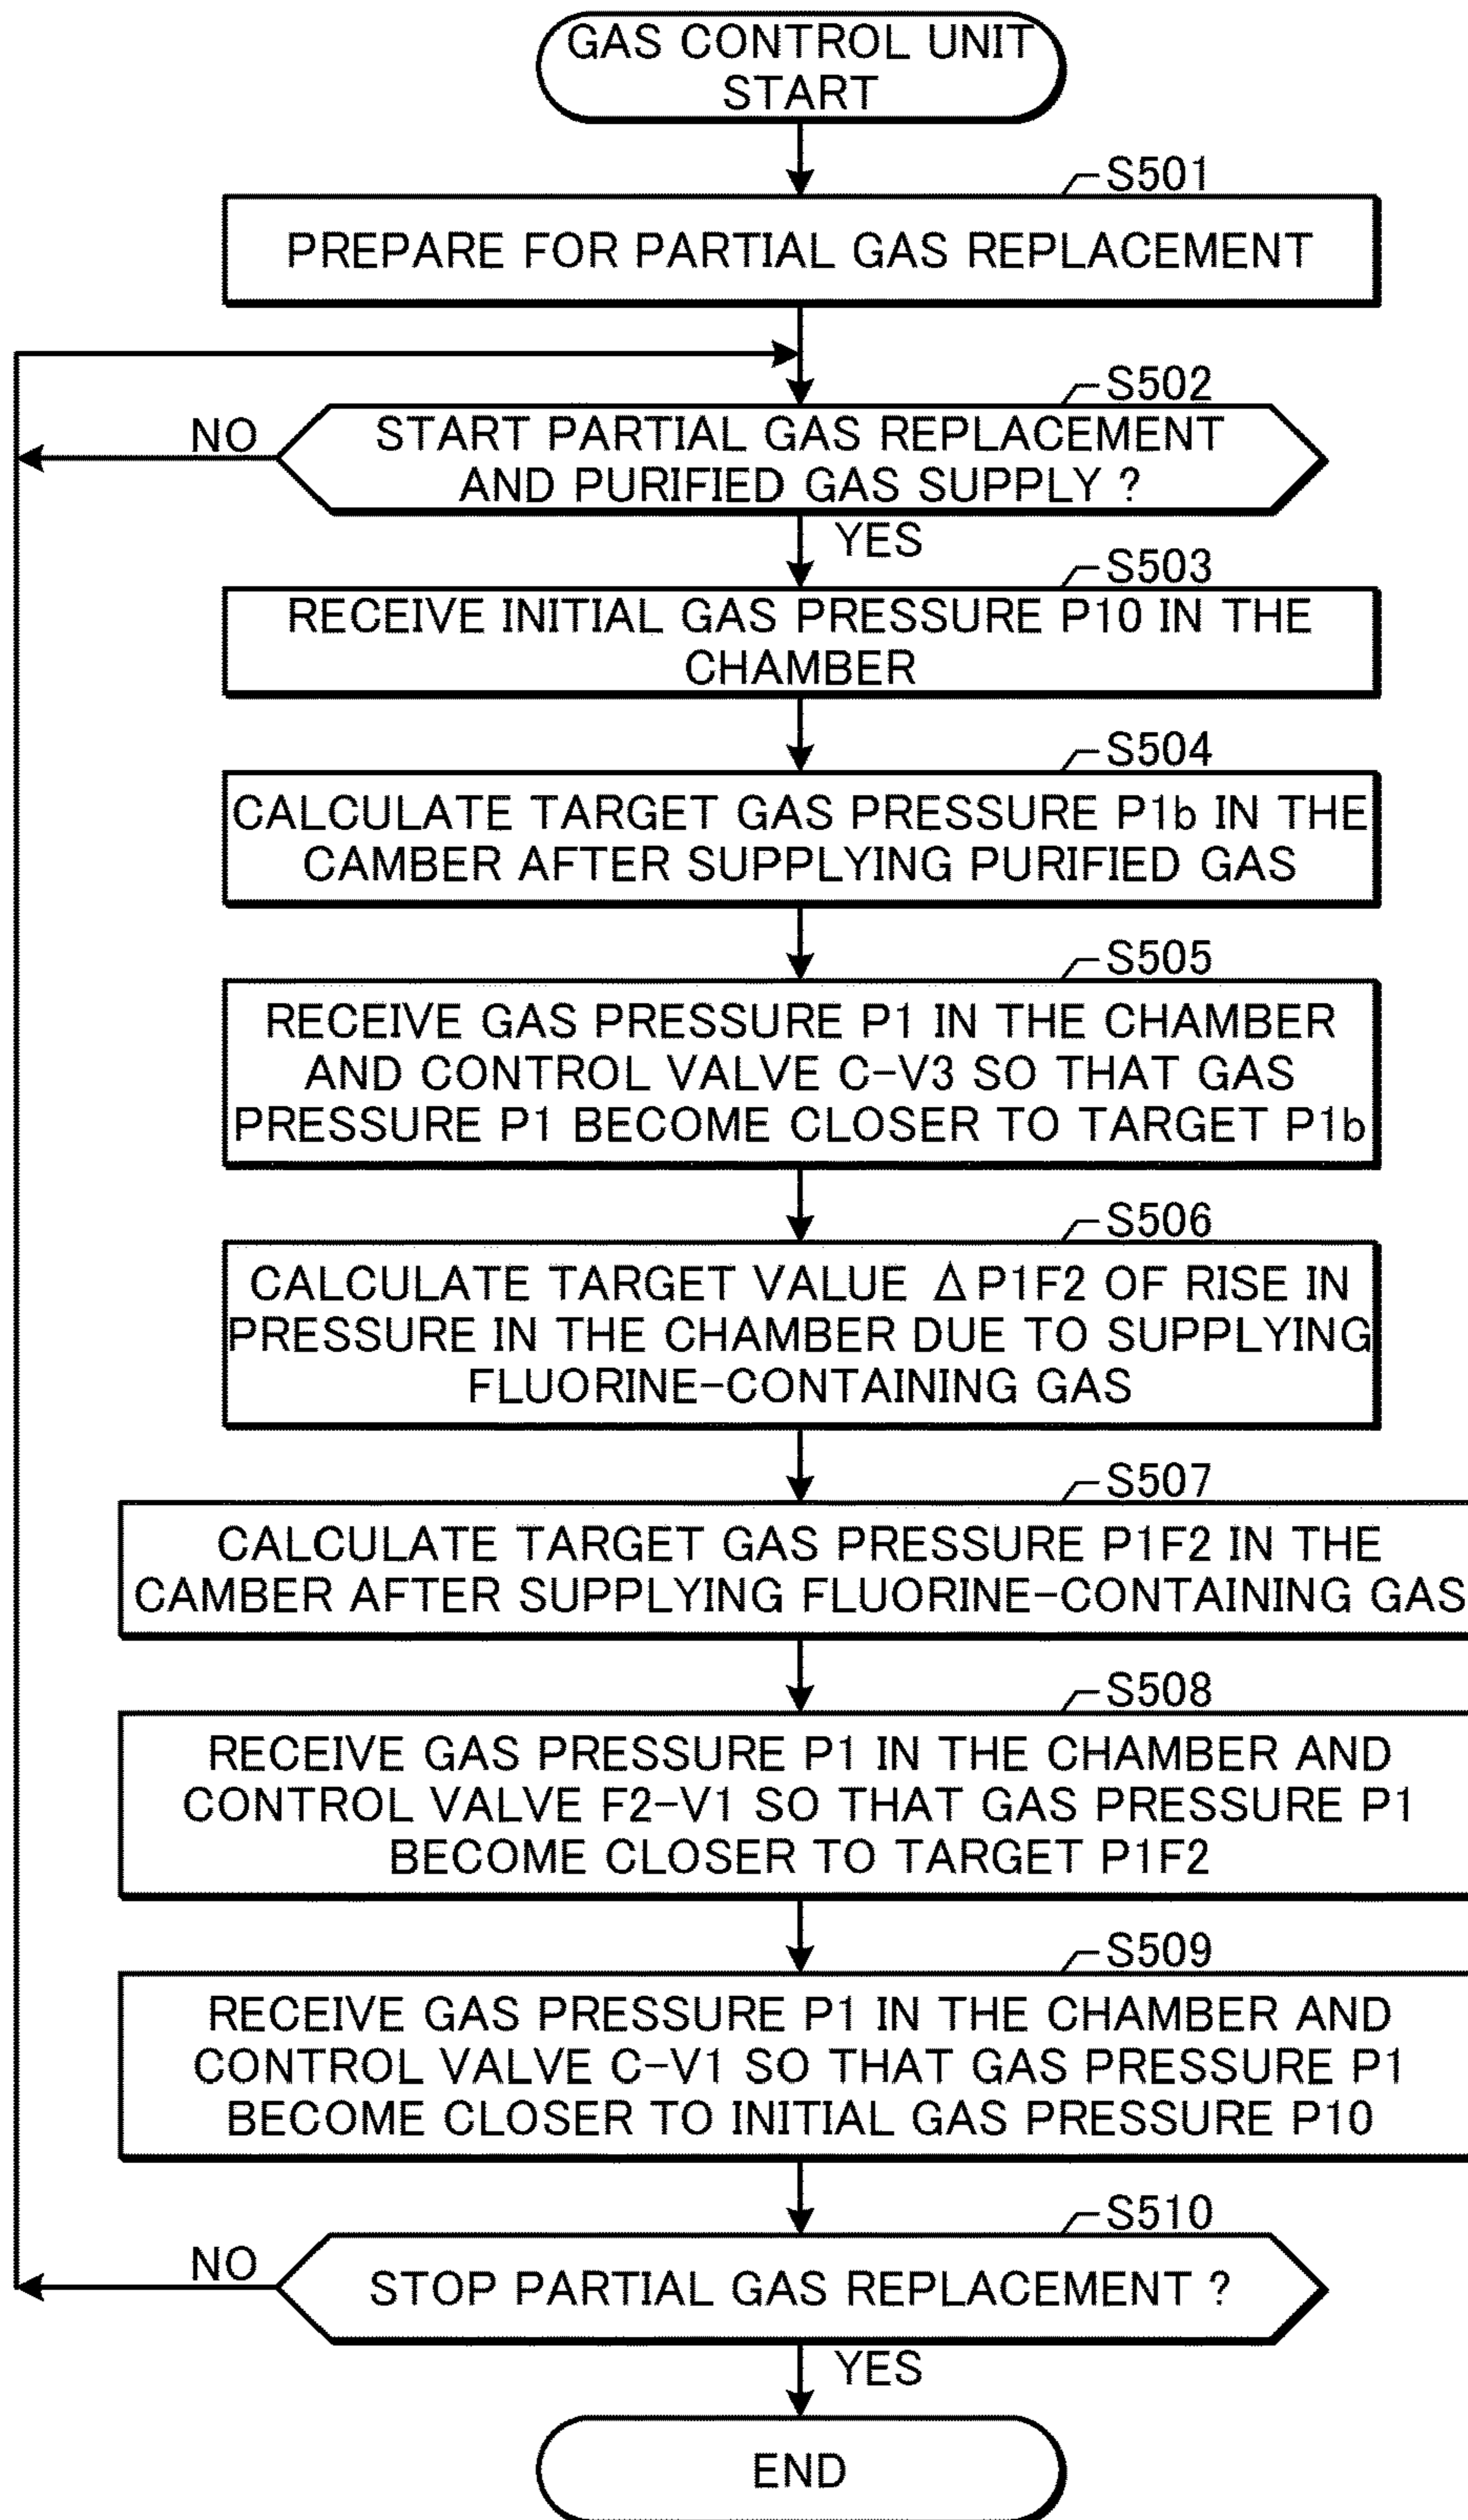 GAS CONTROL UNIT
START
S501
PREPARE FOR PARTIAL GAS REPLACEMENT
S502
NO
START PARTIAL GAS REPLACEMENT
AND PURIFIED GAS SUPPLY ?
YES
S503
RECEIVE INITIAL GAS PRESSURE P10 IN THE
CHAMBER
S504
CALCULATE TARGET GAS PRESSURE P1b IN THE
CAMBER AFTER SUPPLYING PURIFIED GAS
S505
RECEIVE GAS PRESSURE P1 IN THE CHAMBER
AND CONTROL VALVE C-V3 SO THAT GAS
PRESSURE P1 BECOME CLOSER TO TARGET P1b
S506
CALCULATE TARGET VALUE Δ P1F2 OF RISE IN
PRESSURE IN THE CHAMBER DUE TO SUPPLYING
FLUORINE-CONTAINING GAS
S507
CALCULATE TARGET GAS PRESSURE P1F2 IN THE
CAMBER AFTER SUPPLYING FLUORINE-CONTAINING GAS
S508
RECEIVE GAS PRESSURE P1 IN THE CHAMBER AND
CONTROL VALVE F2-V1 SO THAT GAS PRESSURE P1
BECOME CLOSER TO TARGET P1F2
S509
RECEIVE GAS PRESSURE P1 IN THE CHAMBER AND
CONTROL VALVE C-V1 SO THAT GAS PRESSURE P1
BECOME CLOSER TO INITIAL GAS PRESSURE P10
S510
NO
STOP PARTIAL GAS REPLACEMENT ?
YES
END